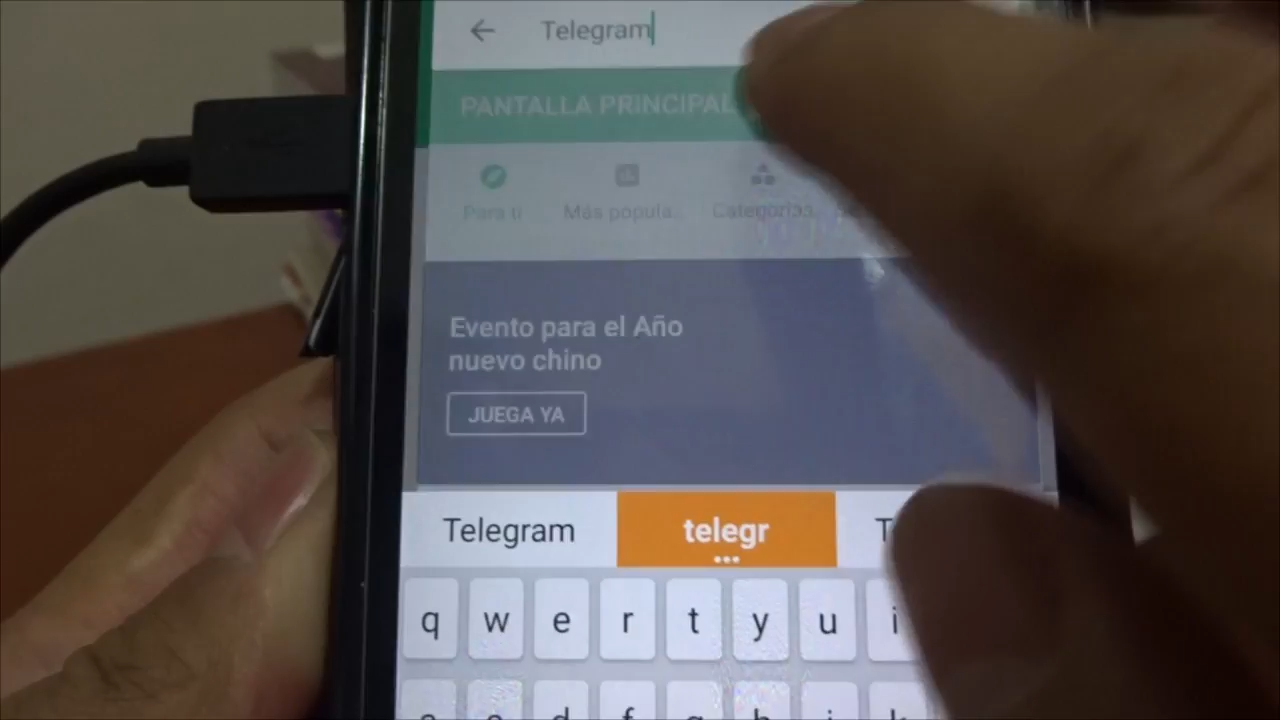 Telegram
PANTALLA PRINCIPAL
Para ti Más popula.. Categorías
Evento para el Año
nuevo chino
JUEGA YA
Telegram telegr T
q w e r t y u i
a s d f g h j k